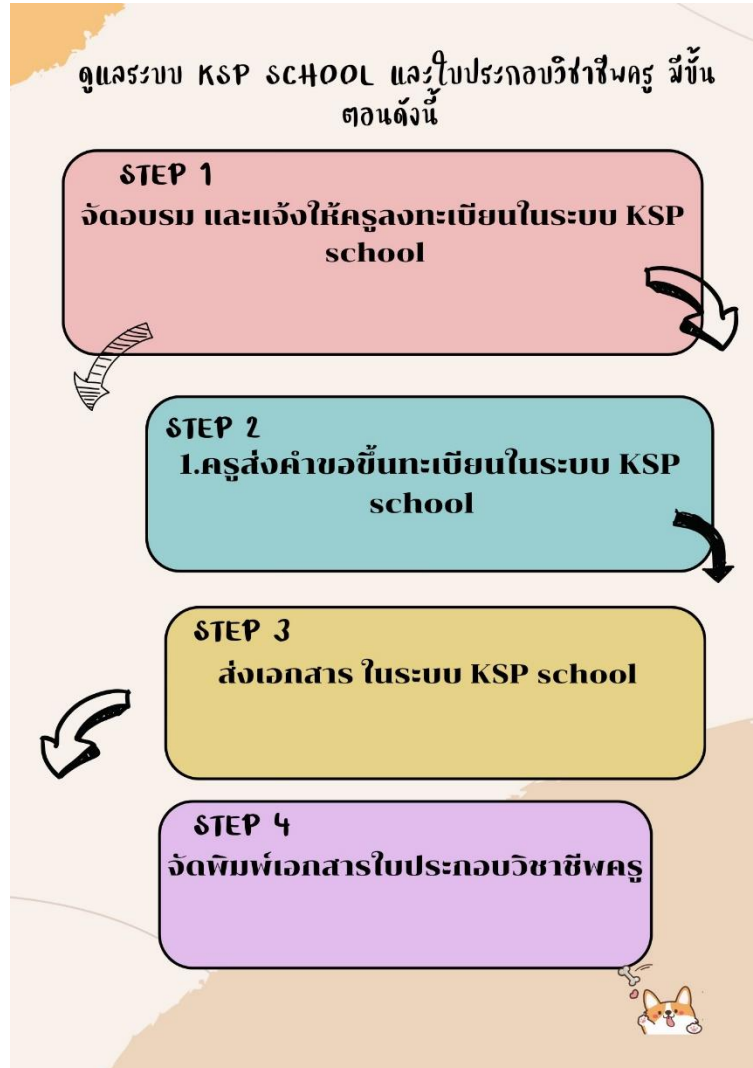 ดูแลระบบ KSP SCHOOL และใบประกอบวิชาชีพครู มีขั้น
ตอนดังนี้
STEP 1
จัดอบรม และแจ้งให้ครูลงทะเบียนในระบบ KSP
school
STEP 2
1.ครูส่งคำขอขึ้นทะเบียนในระบบ KSP
school
STEP 3
ส่งเอกสาร ในระบบ KSP school
STEP 4
จัดพิมพ์เอกสารใบประกอบวิชาชีพครู